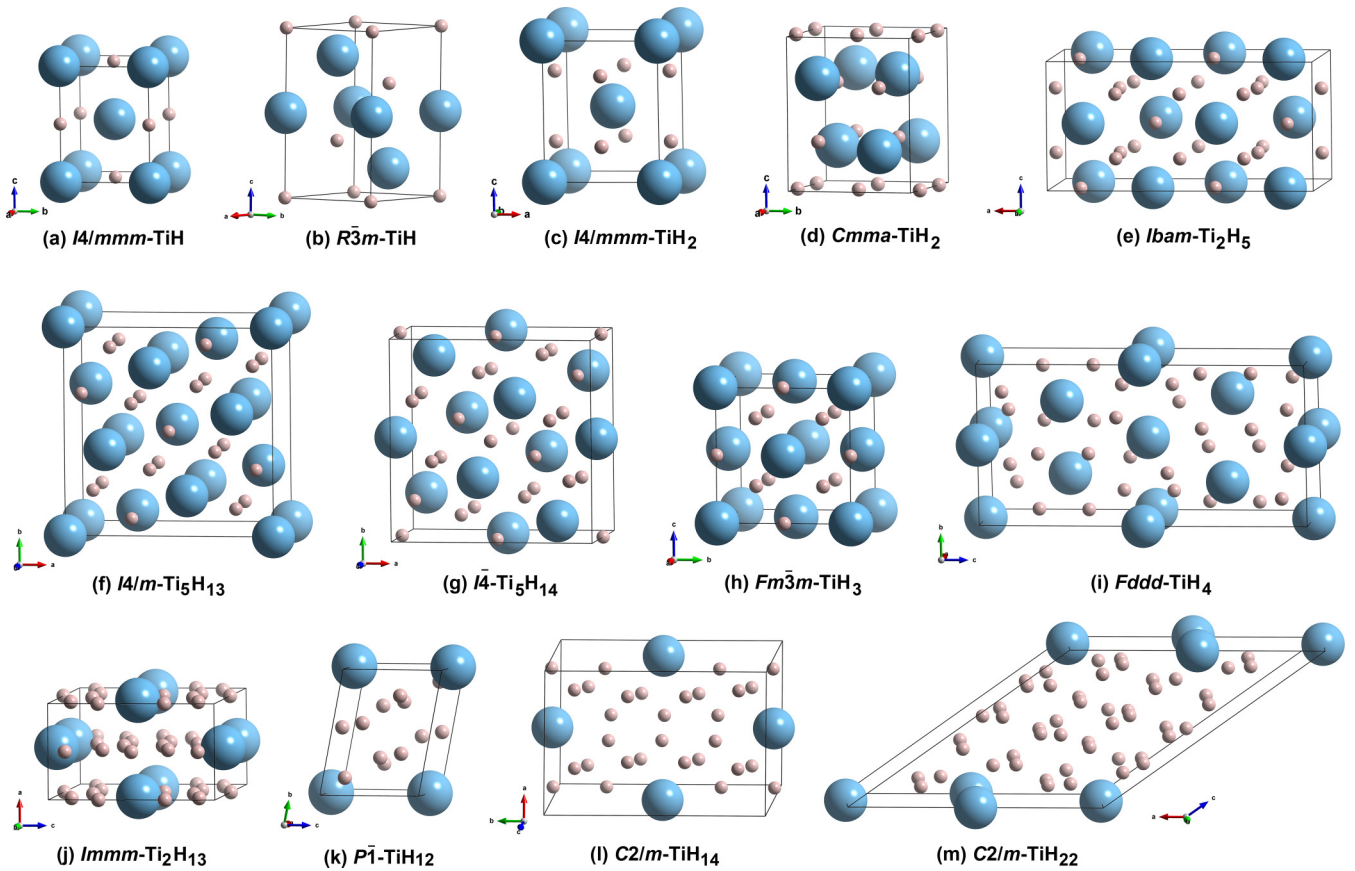 c
a
b
(a) I4/mmm-TiH
c
a
b
(b) R3̅m-TiH
c
b
a
(c) I4/mmm-TiH₂
c
a
b
(d) Cmma-TiH₂
c
a
b
(e) Ibam-Ti₂H₅
b
c
a
(f) I4/m-Ti₅H₁₃
b
c
a
(g) I4̅-Ti₅H₁₄
c
a
b
(h) Fm3̅m-TiH₃
b
a
c
(i) Fddd-TiH₄
a
b
c
(j) Immm-Ti₂H₁₃
b
a
c
(k) P1̅-TiH₁₂
a
b
c
(l) C2/m-TiH₁₄
c
a
b
(m) C2/m-TiH₂₂